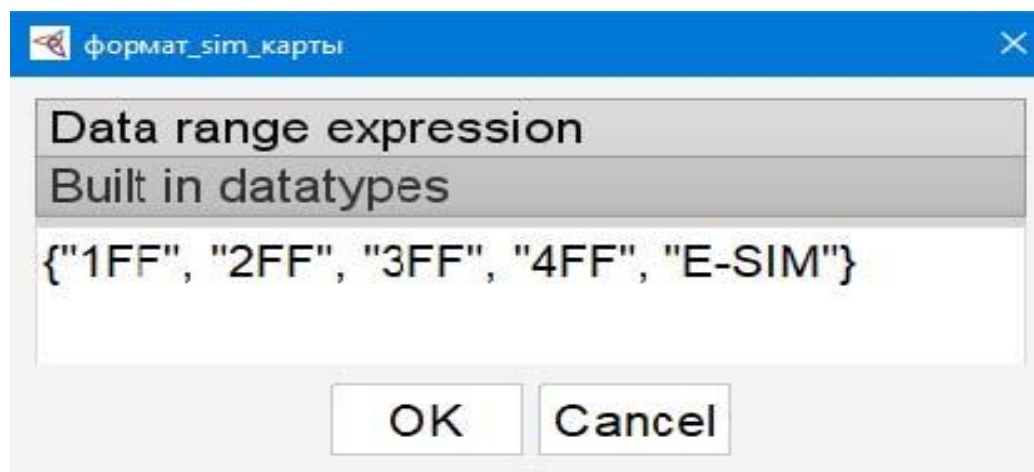 формат_sim_карты
Data range expression
Built in datatypes
{"1FF", "2FF", "3FF", "4FF", "E-SIM"}
OK Cancel